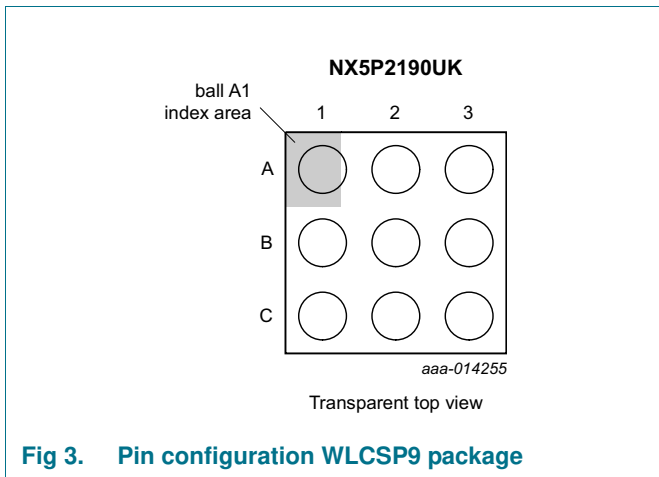 NX5P2190UK
ball A1
index area
1 2 3
A
B
C
aaa-014255
Transparent top view
Fig 3. Pin configuration WLCSP9 package